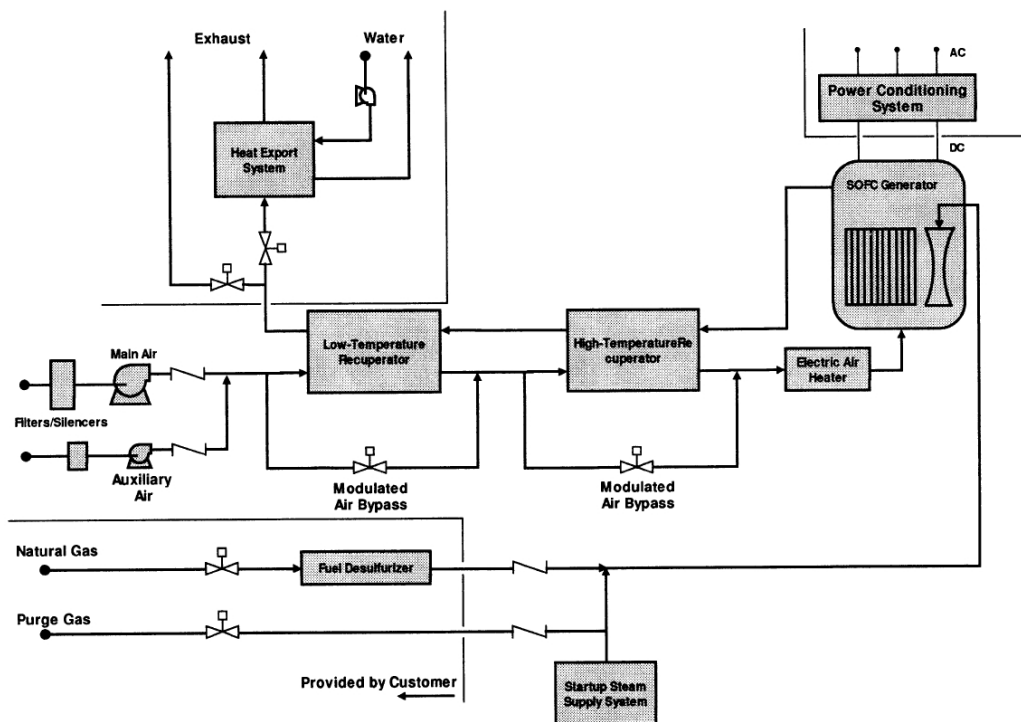 Exhaust
Water
AC
Power Conditioning
System
DC
Heat Export
System
SOFC Generator
Low-Temperature
Recuperator
High-TemperatureRe
cuperator
Main Air
Electric Air
Heater
Filters/Silencers
Auxiliary
Air
Modulated
Air Bypass
Modulated
Air Bypass
Natural Gas
Fuel Desulfurizer
Purge Gas
Provided by Customer
Startup Steam
Supply System